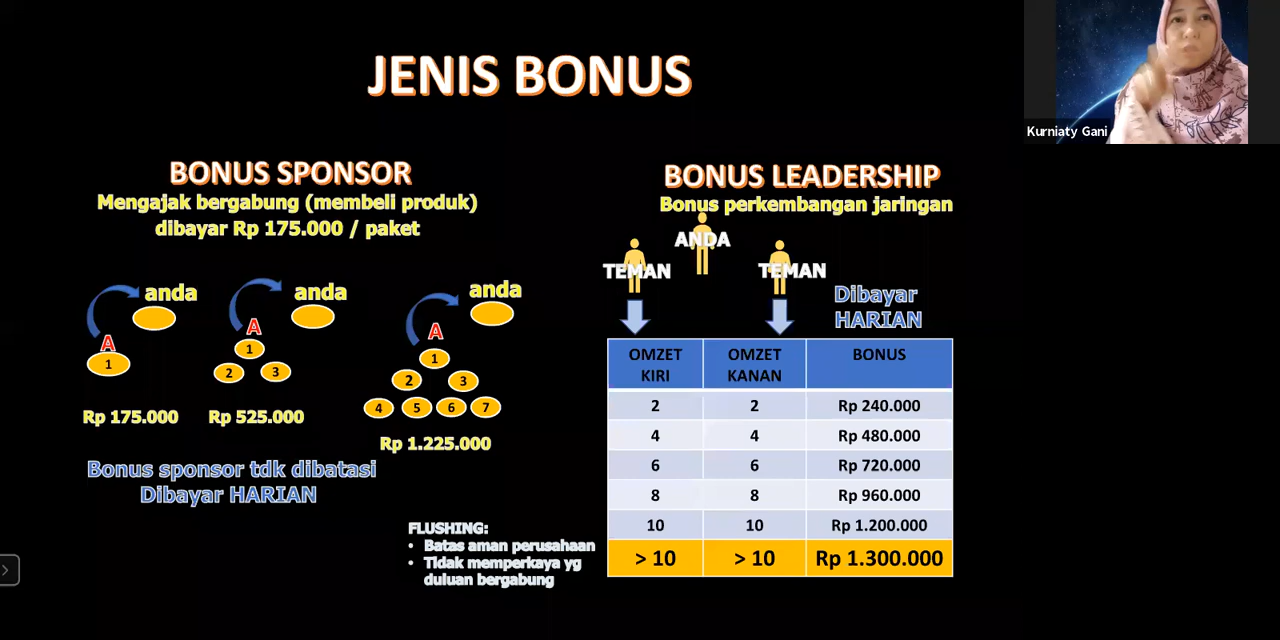 JENIS BONUS
Kurniaty Gani
BONUS SPONSOR
Mengajak bergabung (membeli produk)
dibayar Rp 175.000 / paket
anda
A
1
Rp 175.000
anda
A
1
2 3
Rp 525.000
anda
A
1
2 3
4 5 6 7
Rp 1.225.000
Bonus sponsor tdk dibatasi
Dibayar HARIAN
BONUS LEADERSHIP
Bonus perkembangan jaringan
ANDA
TEMAN TEMAN
Dibayar
HARIAN
OMZET KIRI OMZET KANAN BONUS
2 2 Rp 240.000
4 4 Rp 480.000
6 6 Rp 720.000
8 8 Rp 960.000
10 10 Rp 1.200.000
> 10 > 10 Rp 1.300.000
FLUSHING:
• Batas aman perusahaan
• Tidak memperkaya yg
duluan bergabung